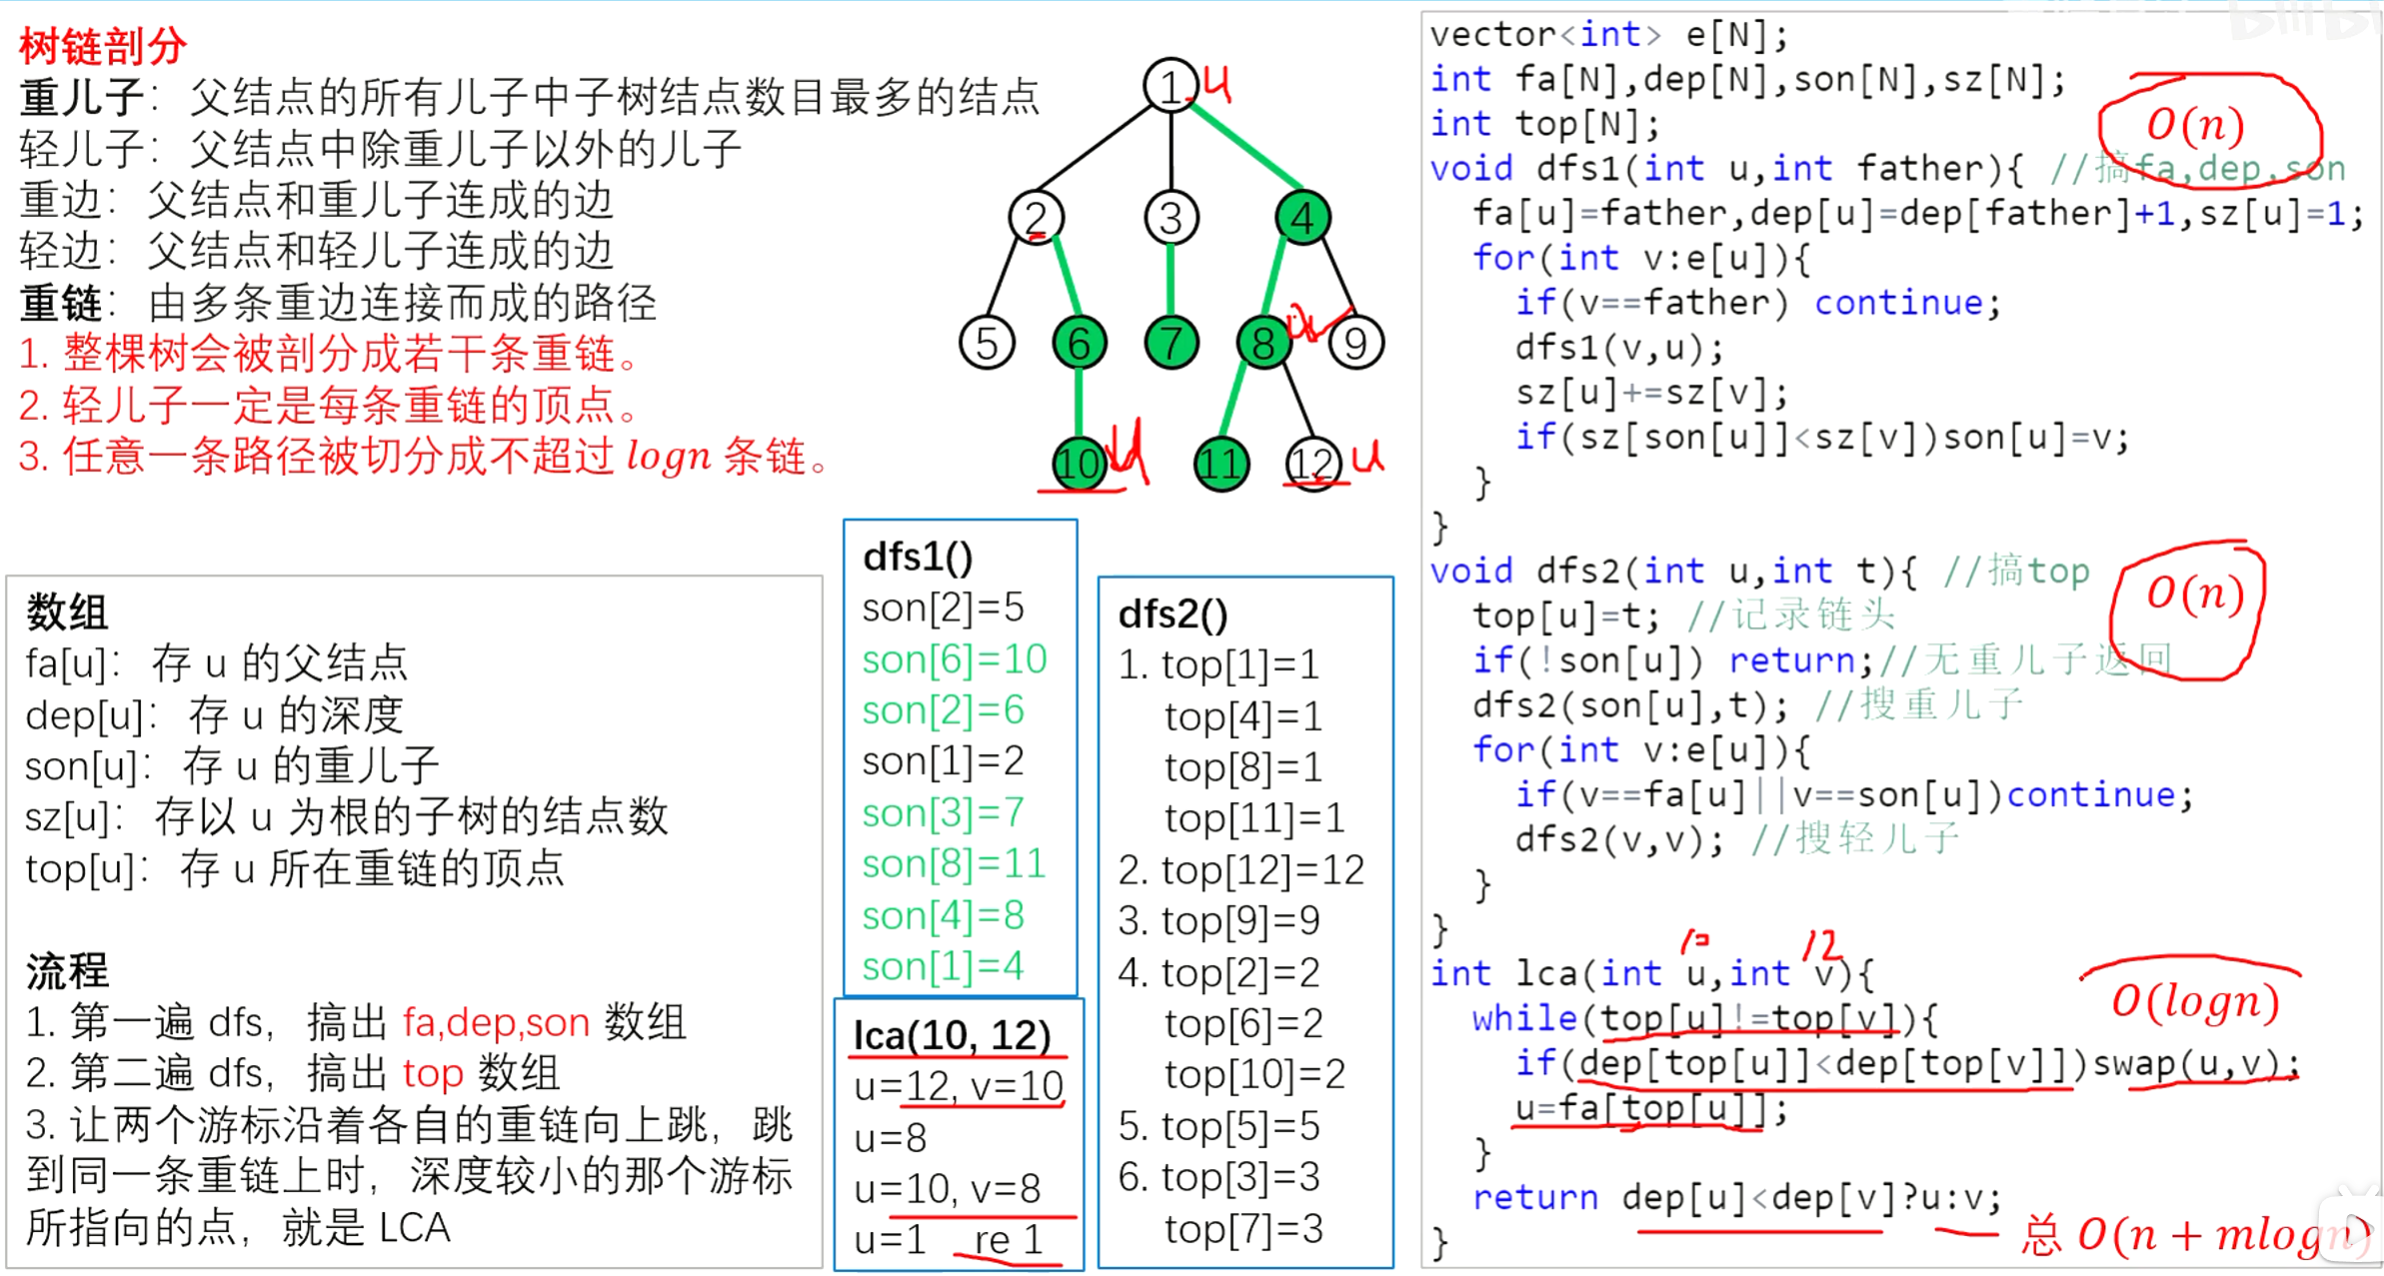 树链剖分
重儿子：父结点的所有儿子中子树结点数目最多的结点
轻儿子：父结点中除重儿子以外的儿子
重边：父结点和重儿子连成的边
轻边：父结点和轻儿子连成的边
重链：由多条重边连接而成的路径
1. 整棵树会被剖分成若干条重链。
2. 轻儿子一定是每条重链的顶点。
3. 任意一条路径被切分成不超过 logn 条链。
1 u
2 3 4
5 6 7 8 9
10 u 11 12 u
数组
fa[u]：存 u 的父结点
dep[u]：存 u 的深度
son[u]：存 u 的重儿子
sz[u]：存以 u 为根的子树的结点数
top[u]：存 u 所在重链的顶点
流程
1. 第一遍 dfs，搞出 fa,dep,son 数组
2. 第二遍 dfs，搞出 top 数组
3. 让两个游标沿着各自的重链向上跳，跳
到同一条重链上时，深度较小的那个游标
所指向的点，就是 LCA
dfs1()
son[2]=5
son[6]=10
son[2]=6
son[1]=2
son[3]=7
son[8]=11
son[4]=8
son[1]=4
lca(10, 12)
u=12, v=10
u=8
u=10, v=8
u=1 re 1
dfs2()
1. top[1]=1
top[4]=1
top[8]=1
top[11]=1
2. top[12]=12
3. top[9]=9
4. top[2]=2
top[6]=2
top[10]=2
5. top[5]=5
6. top[3]=3
top[7]=3
bilibili
vector<int> e[N];
int fa[N],dep[N],son[N],sz[N];
int top[N];
O(n)
void dfs1(int u,int father){ //搞fa,dep,son
fa[u]=father,dep[u]=dep[father]+1,sz[u]=1;
for(int v:e[u]){
if(v==father) continue;
dfs1(v,u);
sz[u]+=sz[v];
if(sz[son[u]]<sz[v])son[u]=v;
}
}
void dfs2(int u,int t){ //搞top
O(n)
top[u]=t; //记录链头
if(!son[u]) return;//无重儿子返回
dfs2(son[u],t); //搜重儿子
for(int v:e[u]){
if(v==fa[u]||v==son[u])continue;
dfs2(v,v); //搜轻儿子
}
}
10 12
int lca(int u,int v){
O(logn)
while(top[u]!=top[v]){
if(dep[top[u]]<dep[top[v]])swap(u,v);
u=fa[top[u]];
}
return dep[u]<dep[v]?u:v;
}
总 O(n + mlogn)